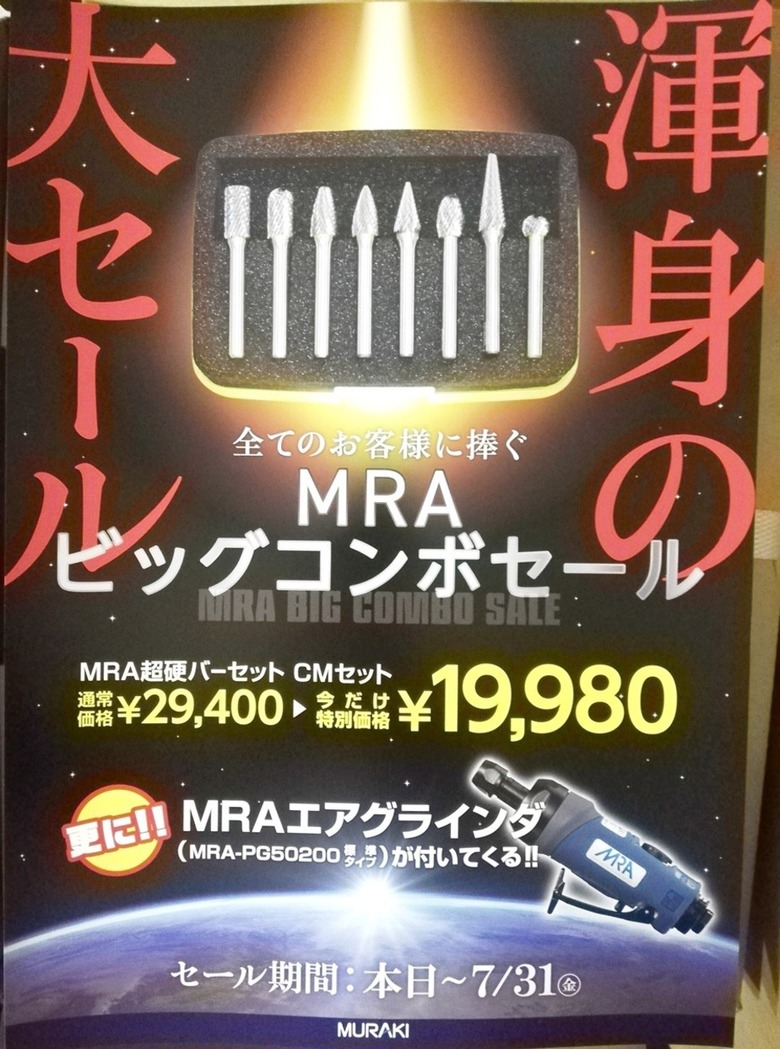 渾身の
大セール
全てのお客様に捧ぐ
MRA
ビッグコンボセール
MRA BIG COMBO SALE
MRA超硬バーセット CMセット
通常価格 ¥29,400 ▶ 今だけ特別価格 ¥19,980
更に!!
MRAエアグラインダ
(MRA-PG50200 標準タイプ)が付いてくる!!
MRA
セール期間:本日~7/31㊎
MURAKI